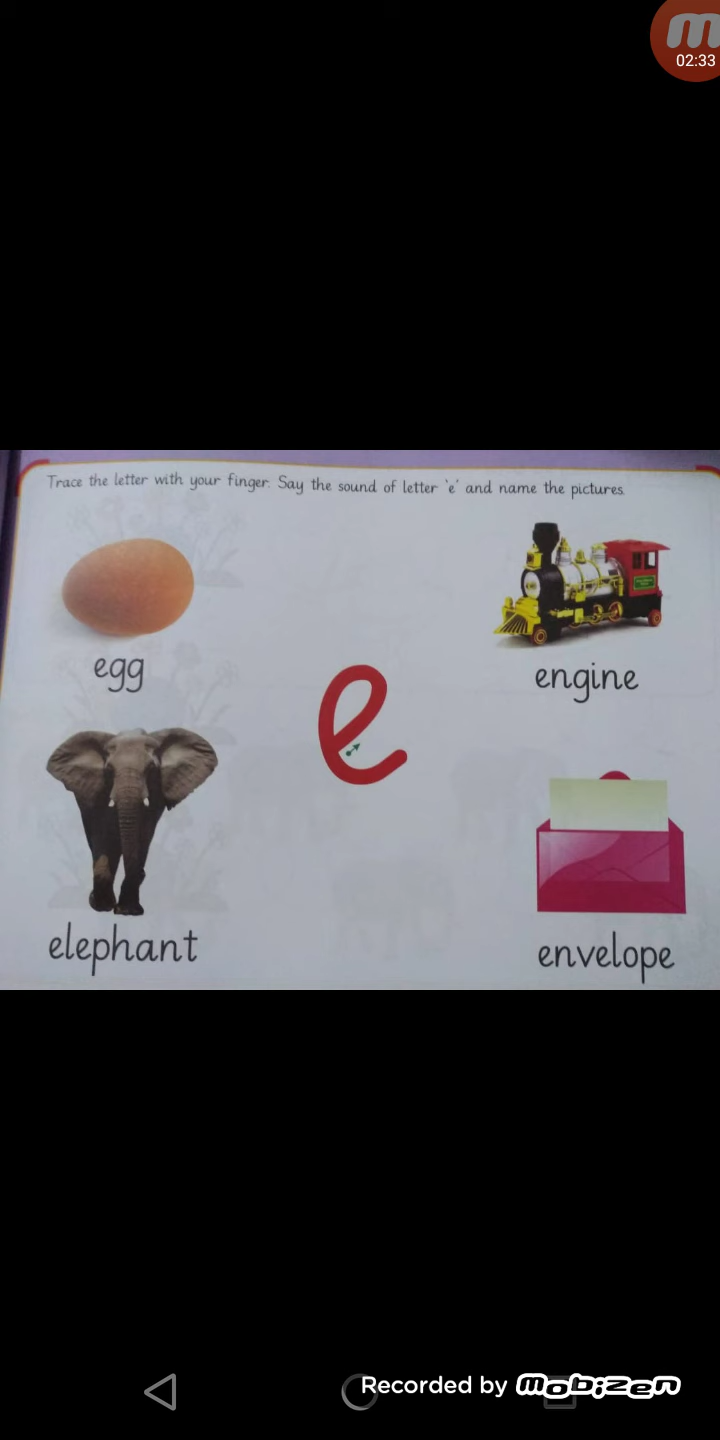 02:33
Trace the letter with your finger. Say the sound of letter 'e' and name the pictures.
egg
engine
e
elephant
envelope
Recorded by mobizen